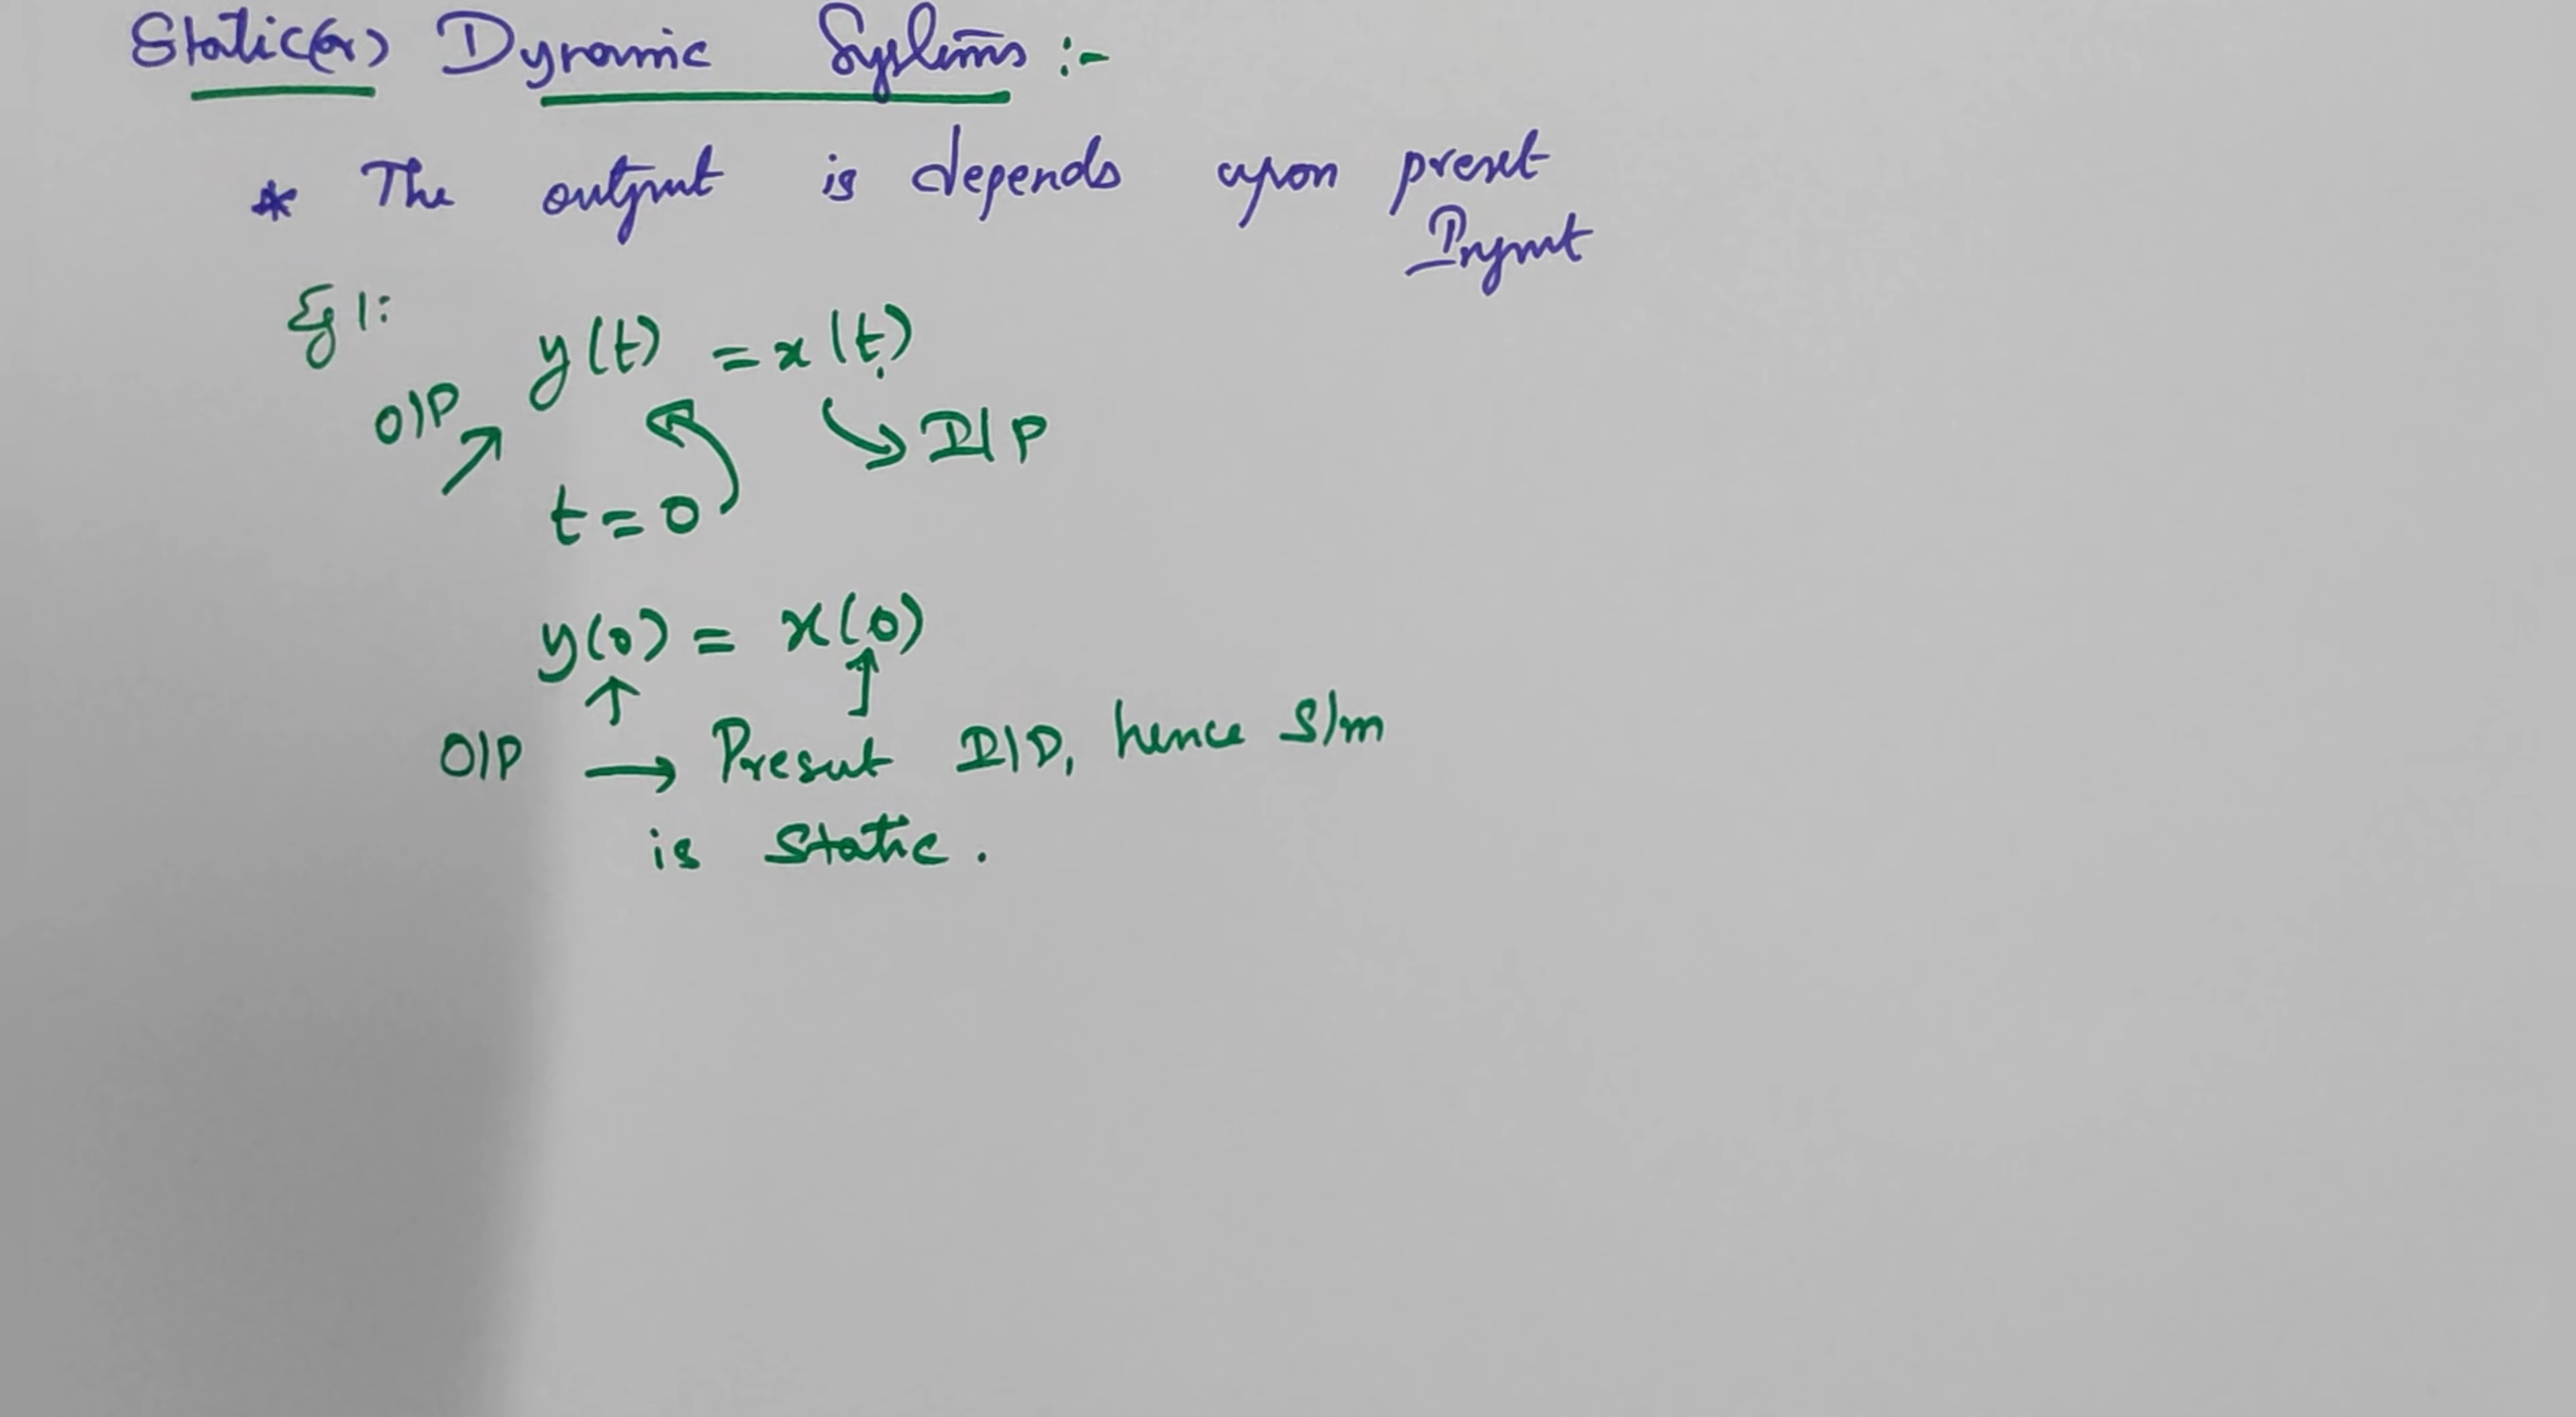 Static(or) Dynamic Systems :-
* The output is depends upon preset
Input
Eg 1:
y(t) = x(t)
O/P
I/P
t=0
y(0) = x(0)
O/P → Present I/P, hence S/m
is Static.